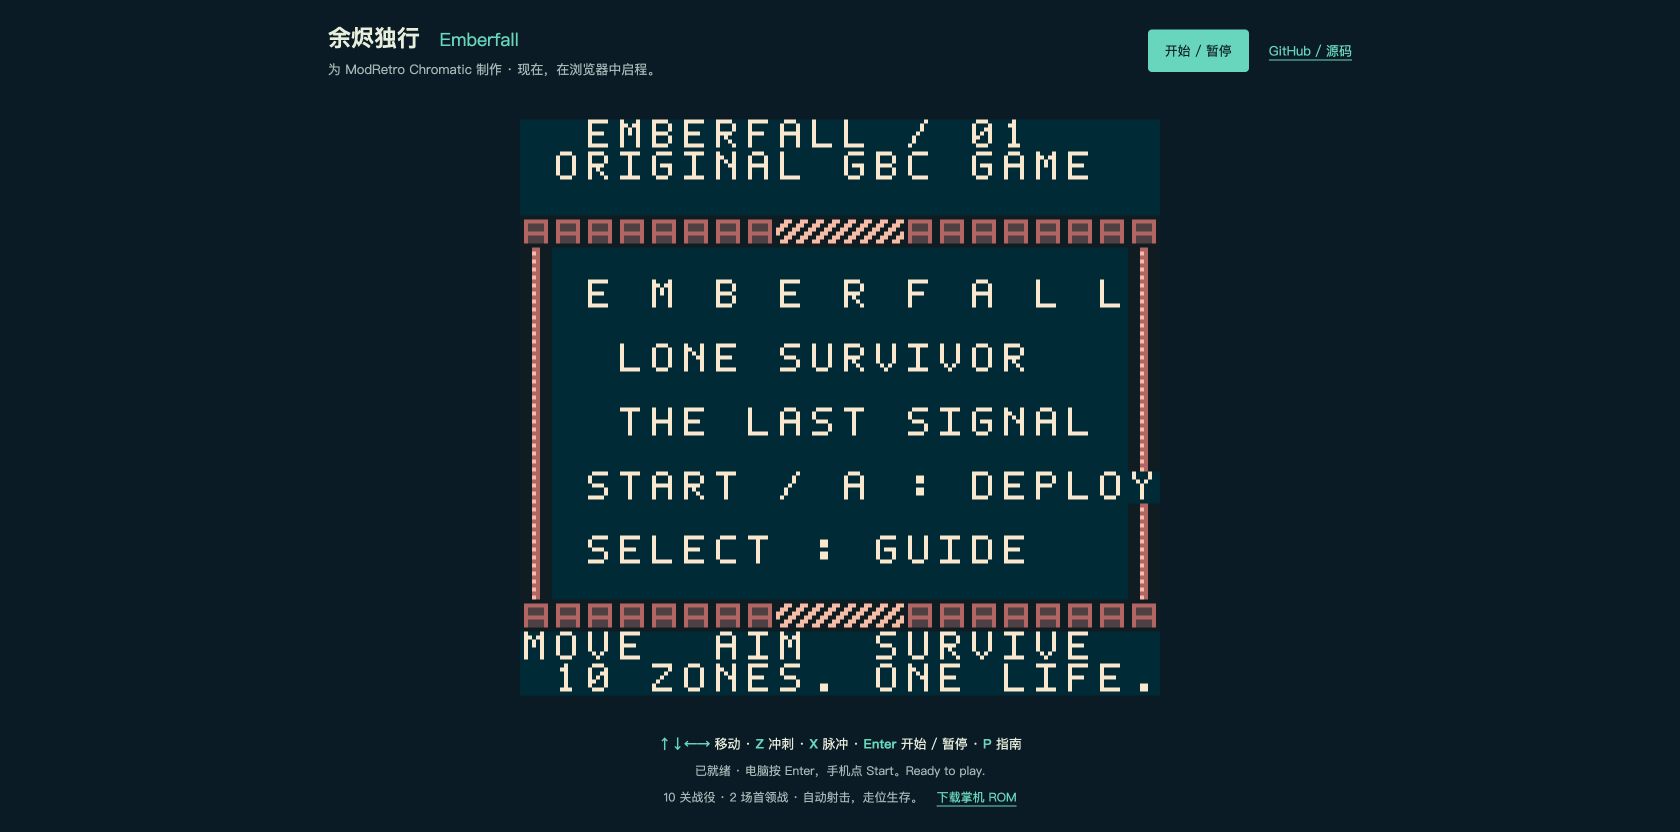 余烬独行 Emberfall
为 ModRetro Chromatic 制作 · 现在，在浏览器中启程。
开始 / 暂停
GitHub / 源码
EMBERFALL / 01
ORIGINAL GBC GAME
E M B E R F A L L
LONE SURVIVOR
THE LAST SIGNAL
START / A : DEPLOY
SELECT : GUIDE
MOVE AIM SURVIVE
10 ZONES. ONE LIFE.
↑↓←→ 移动 · Z 冲刺 · X 脉冲 · Enter 开始 / 暂停 · P 指南
已就绪 · 电脑按 Enter，手机点 Start。Ready to play.
10 关战役 · 2 场首领战 · 自动射击，走位生存。 下载掌机 ROM